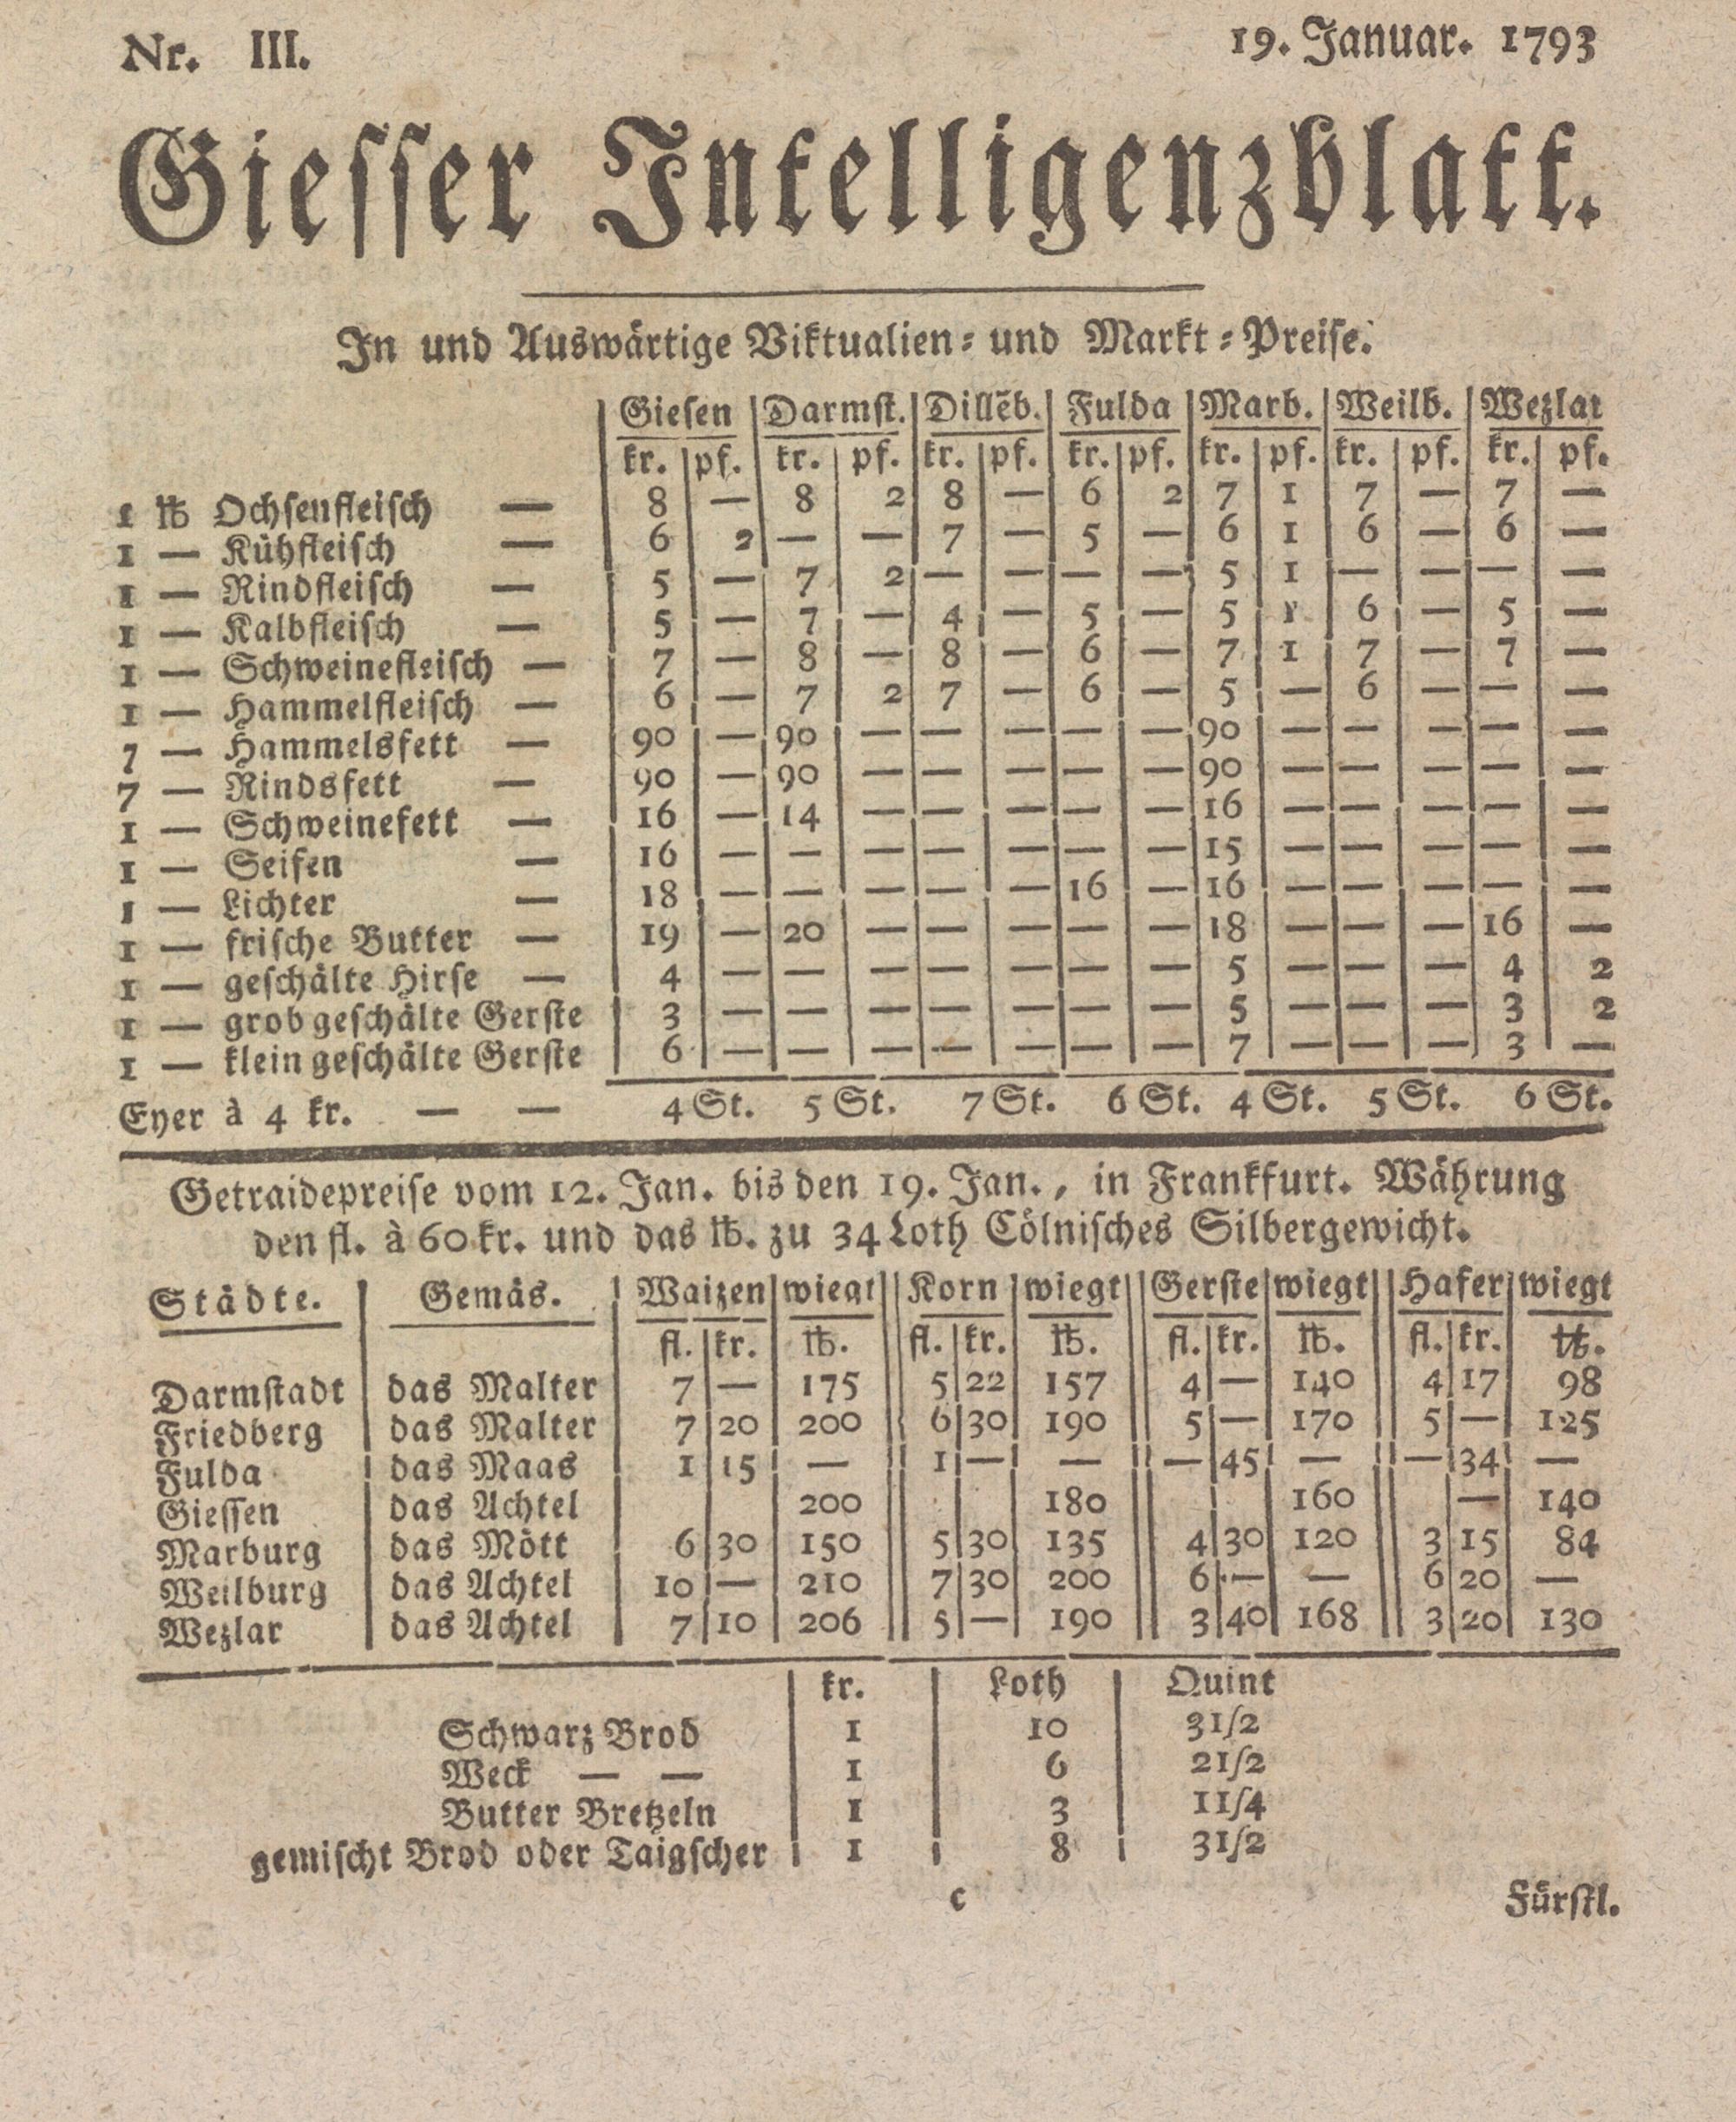 Nr. III. 19. Januar. 1793
Giesser Intelligenzblatt.
In und Auswärtige Viktualien- und Markt-Preise.
Giesen Darmst. Dillēb. Fulda Marb. Weilb. Wezlar
kr. pf. kr. pf. kr. pf. kr. pf. kr. pf. kr. pf. kr. pf.
1 ℔ Ochsenfleisch — 8 — 8 2 8 — 6 2 7 1 7 — 7 —
1 — Kühfleisch — 6 2 — — 7 — 5 — 6 1 6 — 6 —
1 — Rindfleisch — 5 — 7 2 — — — — 5 1 — — — —
1 — Kalbfleisch — 5 — 7 — 4 — 5 — 5 1 6 — 5 —
1 — Schweinefleisch — 7 — 8 — 8 — 6 — 7 1 7 — 7 —
1 — Hammelfleisch — 6 — 7 2 7 — 6 — 5 — 6 — — —
7 — Hammelsfett — 90 — 90 — — — — — 90 — — — — —
7 — Rindsfett — 90 — 90 — — — — — 90 — — — — —
1 — Schweinefett — 16 — 14 — — — — — 16 — — — — —
1 — Seifen — 16 — — — — — — — 15 — — — — —
1 — Lichter — 18 — — — — — 16 — 16 — — — — —
1 — frische Butter — 19 — 20 — — — — — 18 — — — 16 —
1 — geschälte Hirse — 4 — — — — — — — 5 — — — 4 2
1 — grob geschälte Gerste 3 — — — — — — — 5 — — — 3 2
1 — klein geschälte Gerste 6 — — — — — — — 7 — — — 3 —
Eyer à 4 kr. — — 4 St. 5 St. 7 St. 6 St. 4 St. 5 St. 6 St.
Getraidepreise vom 12. Jan. bis den 19. Jan., in Frankfurt. Währung
den fl. à 60 kr. und das ℔. zu 34 Loth Cölnisches Silbergewicht.
Städte. Gemäs. Waizen wiegt Korn wiegt Gerste wiegt Hafer wiegt
fl. kr. ℔. fl. kr. ℔. fl. kr. ℔. fl. kr. ℔.
Darmstadt das Malter 7 — 175 5 22 157 4 — 140 4 17 98
Friedberg das Malter 7 20 200 6 30 190 5 — 170 5 — 125
Fulda das Maas 1 15 — 1 — — — 45 — — 34 —
Giessen das Achtel 200 180 160 — 140
Marburg das Mött 6 30 150 5 30 135 4 30 120 3 15 84
Weilburg das Achtel 10 — 210 7 30 200 6 — — 6 20 —
Wezlar das Achtel 7 10 206 5 — 190 3 40 168 3 20 130
kr. Loth Quint
Schwarz Brod 1 10 31/2
Weck — — 1 6 21/2
Butter Bretzeln 1 3 11/4
gemischt Brod oder Taigscher 1 8 31/2
c Fürstl.